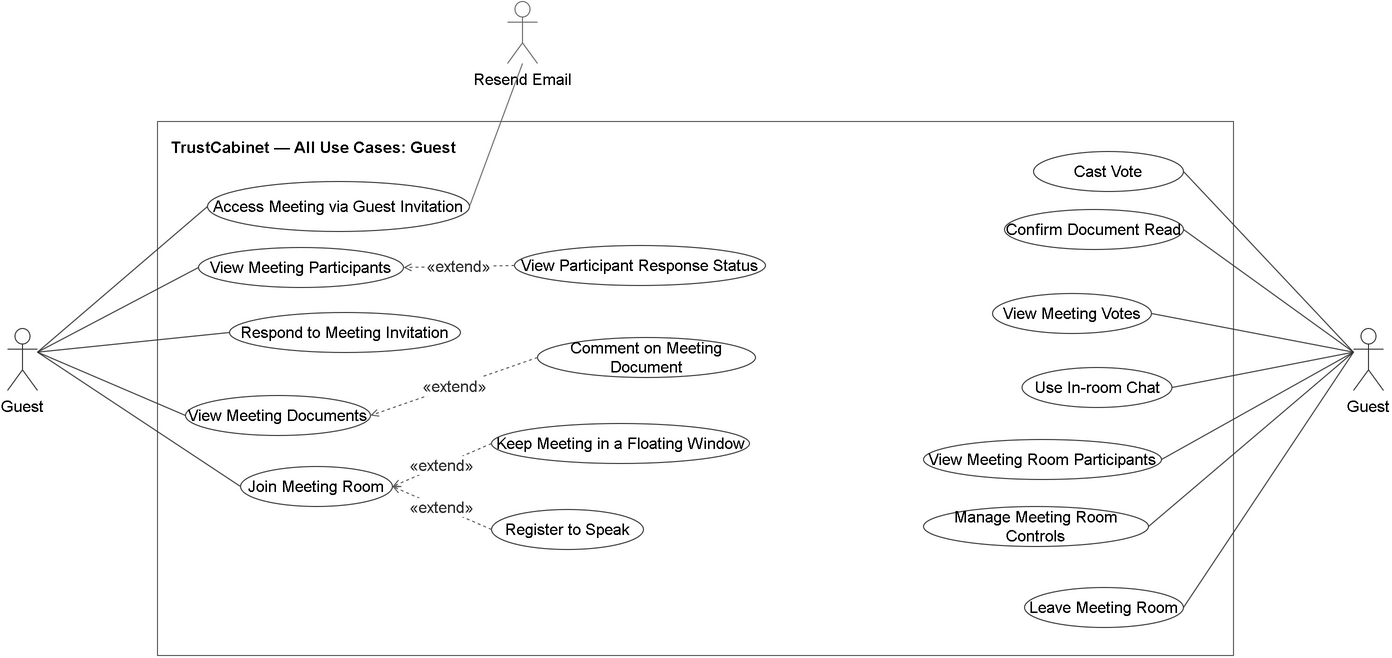 Resend Email
TrustCabinet — All Use Cases: Guest
Access Meeting via Guest Invitation
View Meeting Participants
«extend»
View Participant Response Status
Respond to Meeting Invitation
Comment on Meeting
Document
«extend»
View Meeting Documents
Keep Meeting in a Floating Window
«extend»
Join Meeting Room
«extend»
Register to Speak
Guest
Cast Vote
Confirm Document Read
View Meeting Votes
Use In-room Chat
View Meeting Room Participants
Manage Meeting Room
Controls
Leave Meeting Room
Guest